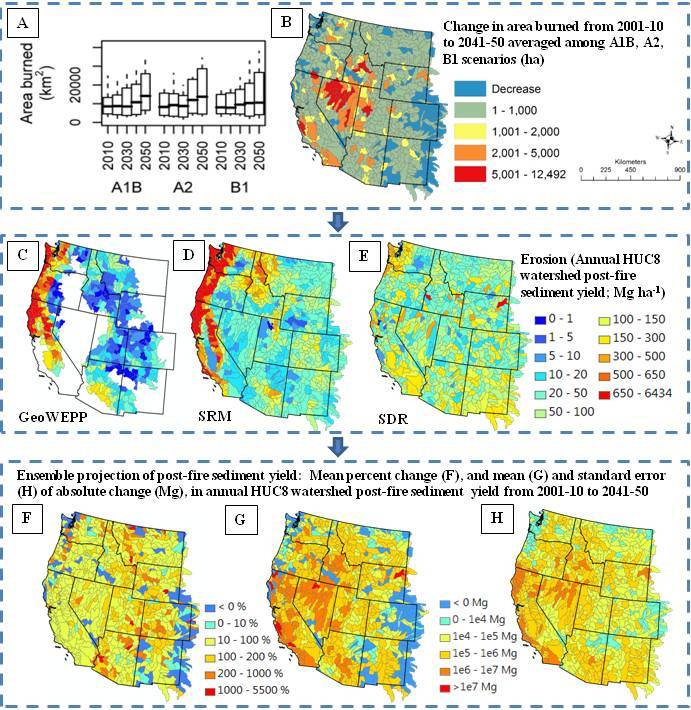 A
Area burned
(km²)
0
20000
2010
2030
2050
2010
2030
2050
2010
2030
2050
A1B
A2
B1
B
Change in area burned from 2001-10
to 2041-50 averaged among A1B, A2,
B1 scenarios (ha)
Decrease
1 - 1,000
1,001 - 2,000
2,001 - 5,000
5,001 - 12,492
N
W
E
S
Kilometers
0 225 450 900
C
GeoWEPP
D
SRM
E
SDR
Erosion (Annual HUC8
watershed post-fire
sediment yield; Mg ha⁻¹)
0 - 1
1 - 5
5 - 10
10 - 20
20 - 50
50 - 100
100 - 150
150 - 300
300 - 500
500 - 650
650 - 6434
Ensemble projection of post-fire sediment yield: Mean percent change (F), and mean (G) and standard error
(H) of absolute change (Mg), in annual HUC8 watershed post-fire sediment yield from 2001-10 to 2041-50
F
< 0 %
0 - 10 %
10 - 100 %
100 - 200 %
200 - 1000 %
1000 - 5500 %
G
< 0 Mg
0 - 1e4 Mg
1e4 - 1e5 Mg
1e5 - 1e6 Mg
1e6 - 1e7 Mg
>1e7 Mg
H